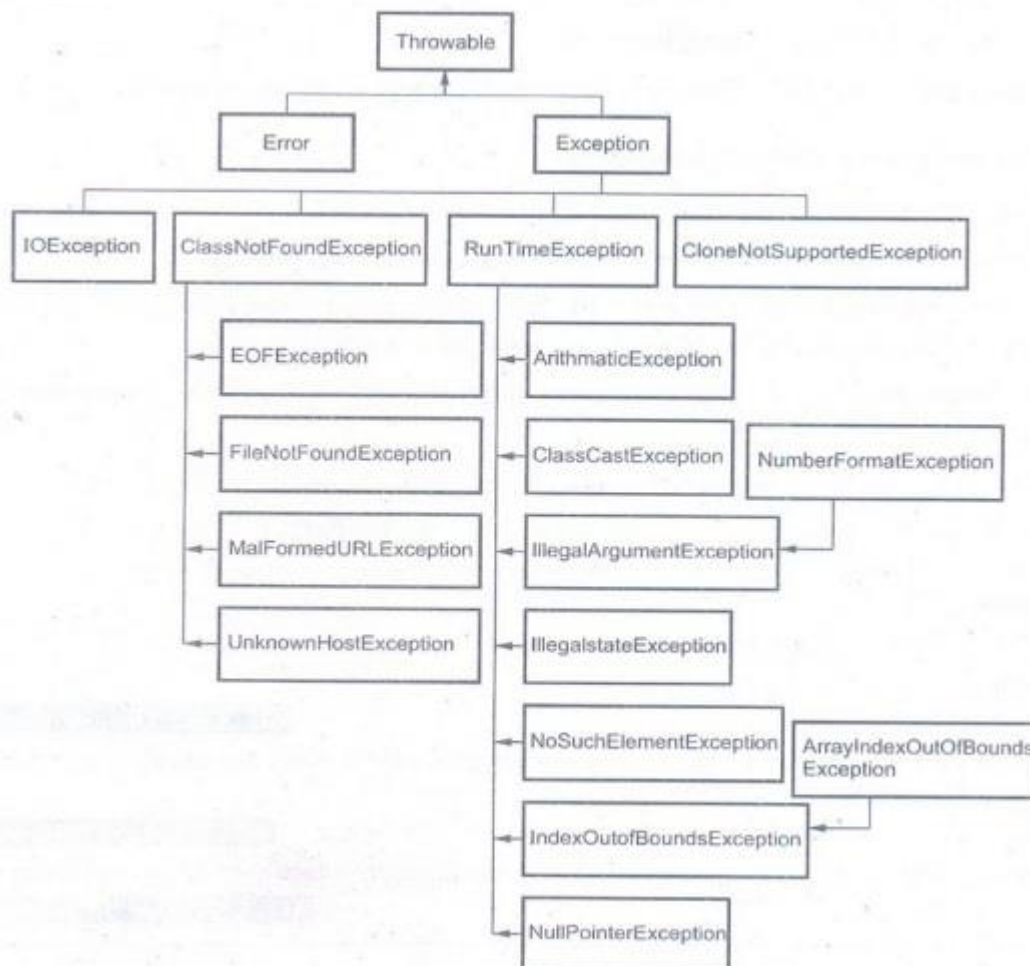 Throwable
Error
Exception
IOException
ClassNotFoundException
RunTimeException
CloneNotSupportedException
EOFException
ArithmaticException
FileNotFoundException
ClassCastException
NumberFormatException
MalFormedURLException
IllegalArgumentException
UnknownHostException
IllegalstateException
NoSuchElementException
ArrayIndexOutOfBounds
Exception
IndexOutofBoundsException
NullPointerException